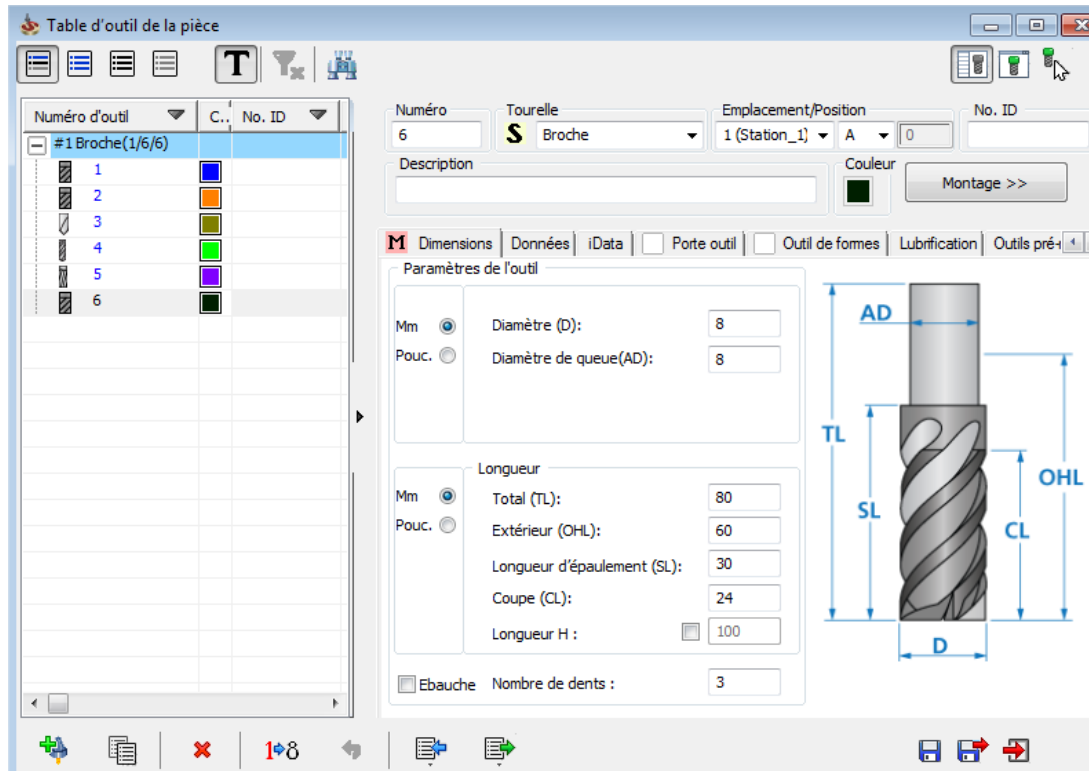 Table d'outil de la pièce
T
Numéro d'outil C.. No. ID
#1 Broche(1/6/6)
1
2
3
4
5
6
Numéro Tourelle Emplacement/Position No. ID
6 S Broche 1 (Station_1) A 0
Description Couleur
Montage >>
M Dimensions Données iData Porte outil Outil de formes Lubrification
Paramètres de l'outil
Mm Diamètre (D): 8
Pouc. Diamètre de queue(AD): 8
Longueur
Mm Total (TL): 80
Pouc. Extérieur (OHL): 60
Longueur d'épaulement (SL): 30
Coupe (CL): 24
Longueur H : 100
Ebauche Nombre de dents : 3
AD
TL
OHL
SL
CL
D
1 8